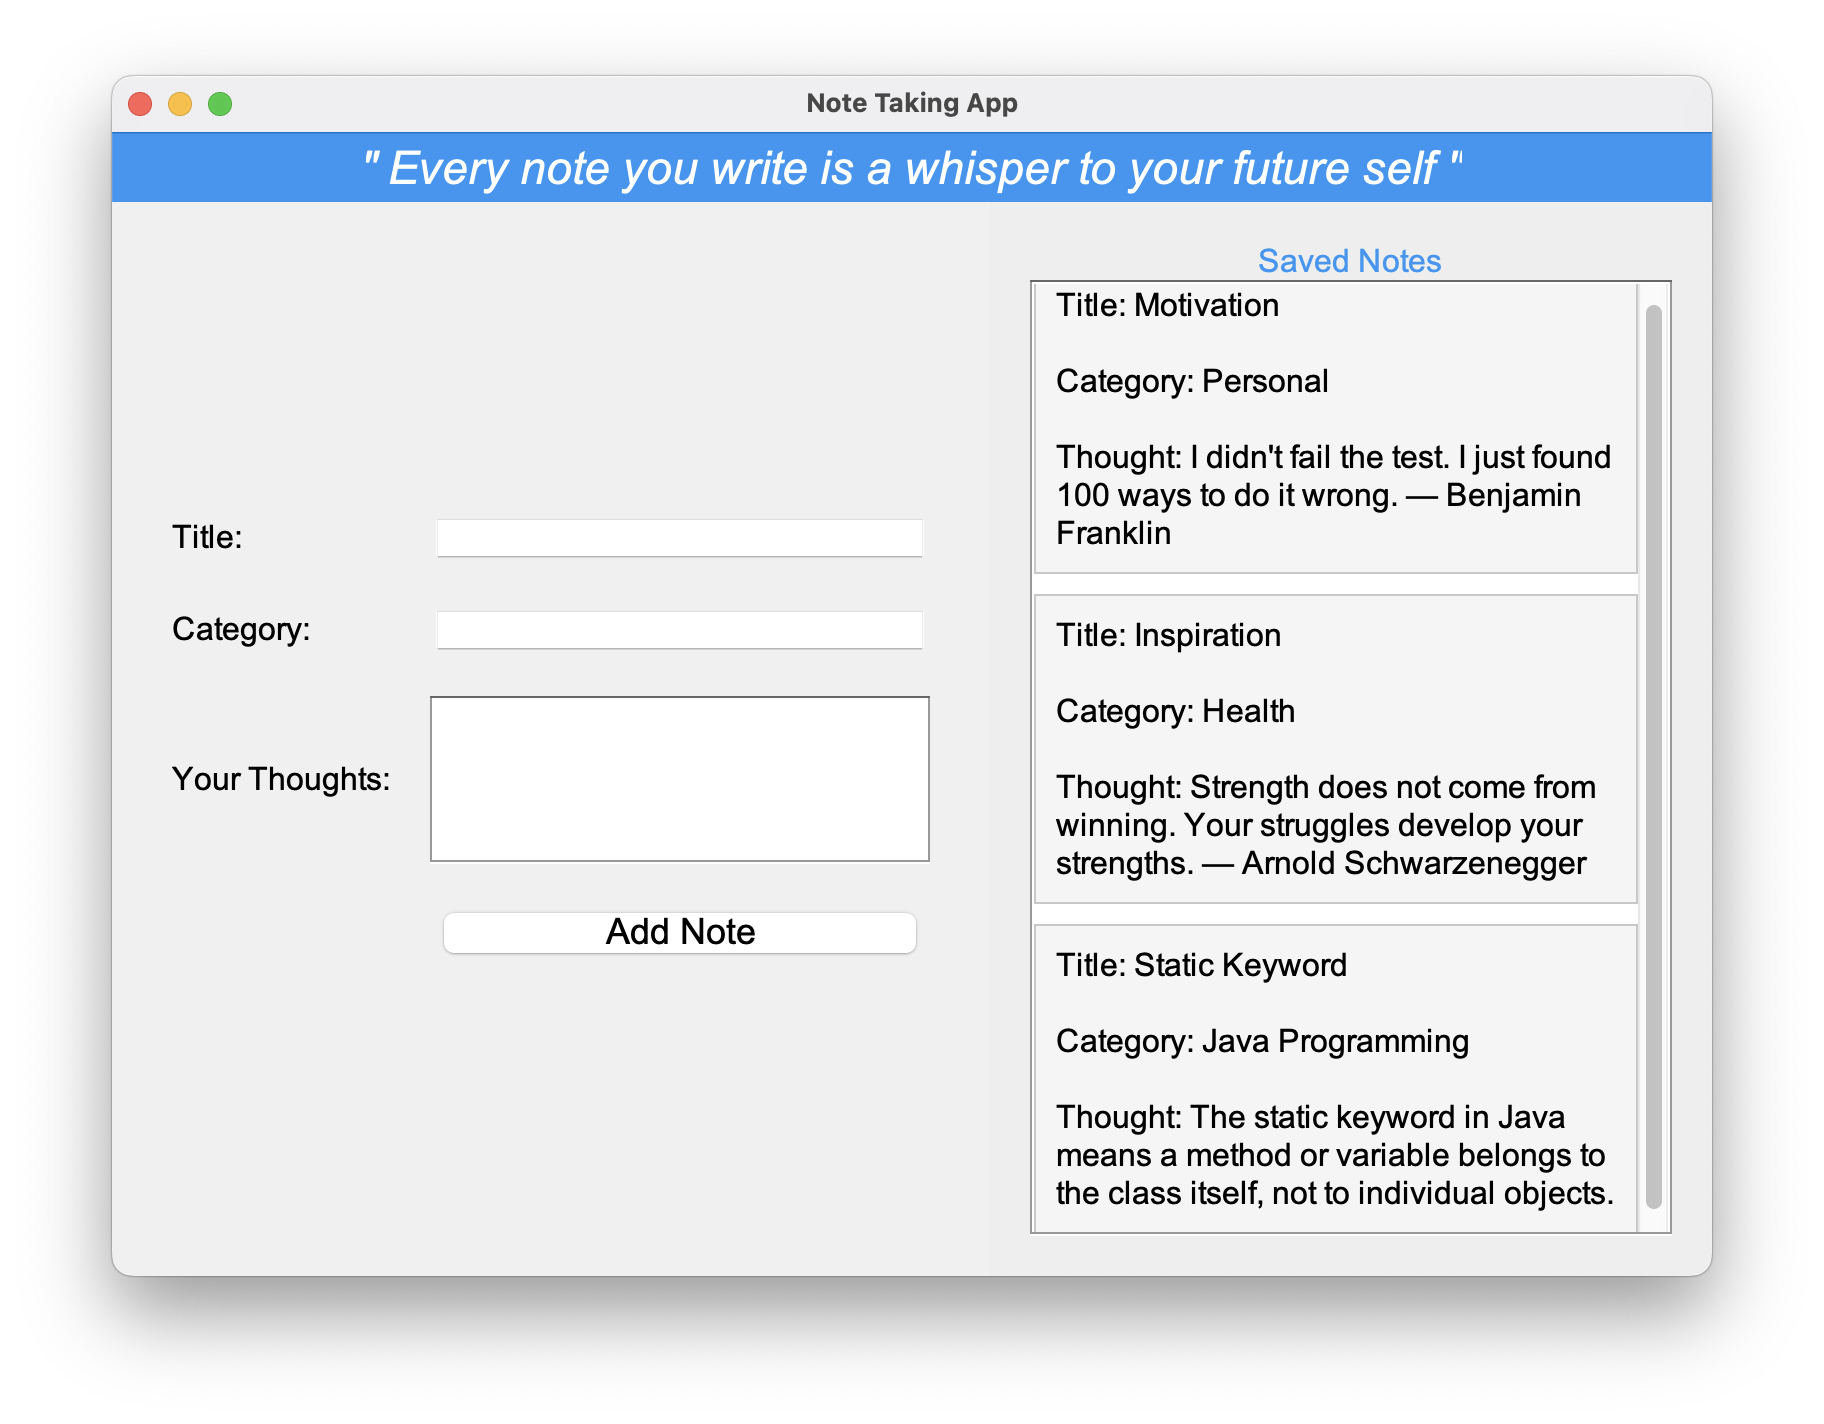 Note Taking App
" Every note you write is a whisper to your future self "
Title:
Category:
Your Thoughts:
Add Note
Saved Notes
Title: Motivation
Category: Personal
Thought: I didn't fail the test. I just found
100 ways to do it wrong. — Benjamin
Franklin
Title: Inspiration
Category: Health
Thought: Strength does not come from
winning. Your struggles develop your
strengths. — Arnold Schwarzenegger
Title: Static Keyword
Category: Java Programming
Thought: The static keyword in Java
means a method or variable belongs to
the class itself, not to individual objects.